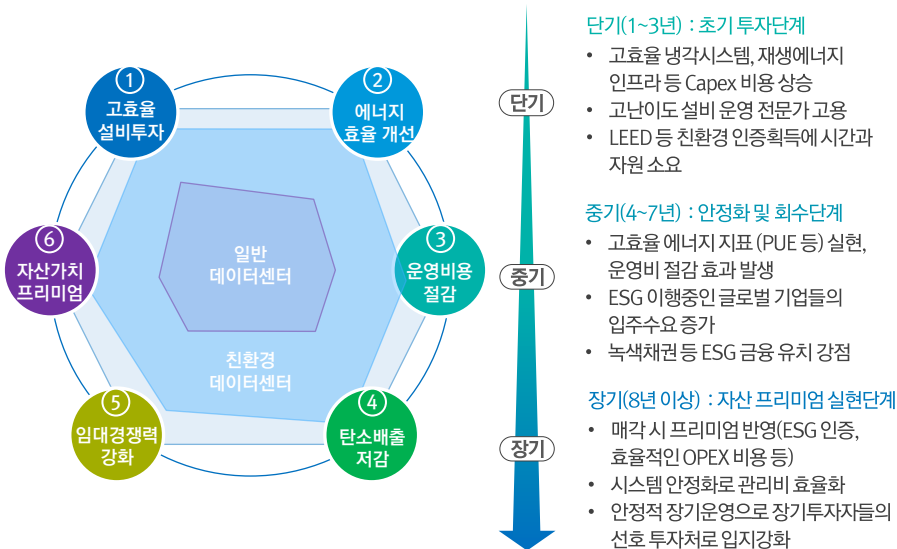 ①
고효율
설비투자
②
에너지
효율 개선
③
운영비용
절감
④
탄소배출
저감
⑤
임대경쟁력
강화
⑥
자산가치
프리미엄
일반
데이터센터
친환경
데이터센터
단기
중기
장기
단기(1~3년) : 초기 투자단계
• 고효율 냉각시스템, 재생에너지
인프라 등 Capex 비용 상승
• 고난이도 설비 운영 전문가 고용
• LEED 등 친환경 인증획득에 시간과
자원 소요
중기(4~7년) : 안정화 및 회수단계
• 고효율 에너지 지표 (PUE 등) 실현,
운영비 절감 효과 발생
• ESG 이행중인 글로벌 기업들의
입주수요 증가
• 녹색채권 등 ESG 금융 유치 강점
장기(8년 이상) : 자산 프리미엄 실현단계
• 매각 시 프리미엄 반영(ESG 인증,
효율적인 OPEX 비용 등)
• 시스템 안정화로 관리비 효율화
• 안정적 장기운영으로 장기투자자들의
선호 투자처로 입지강화